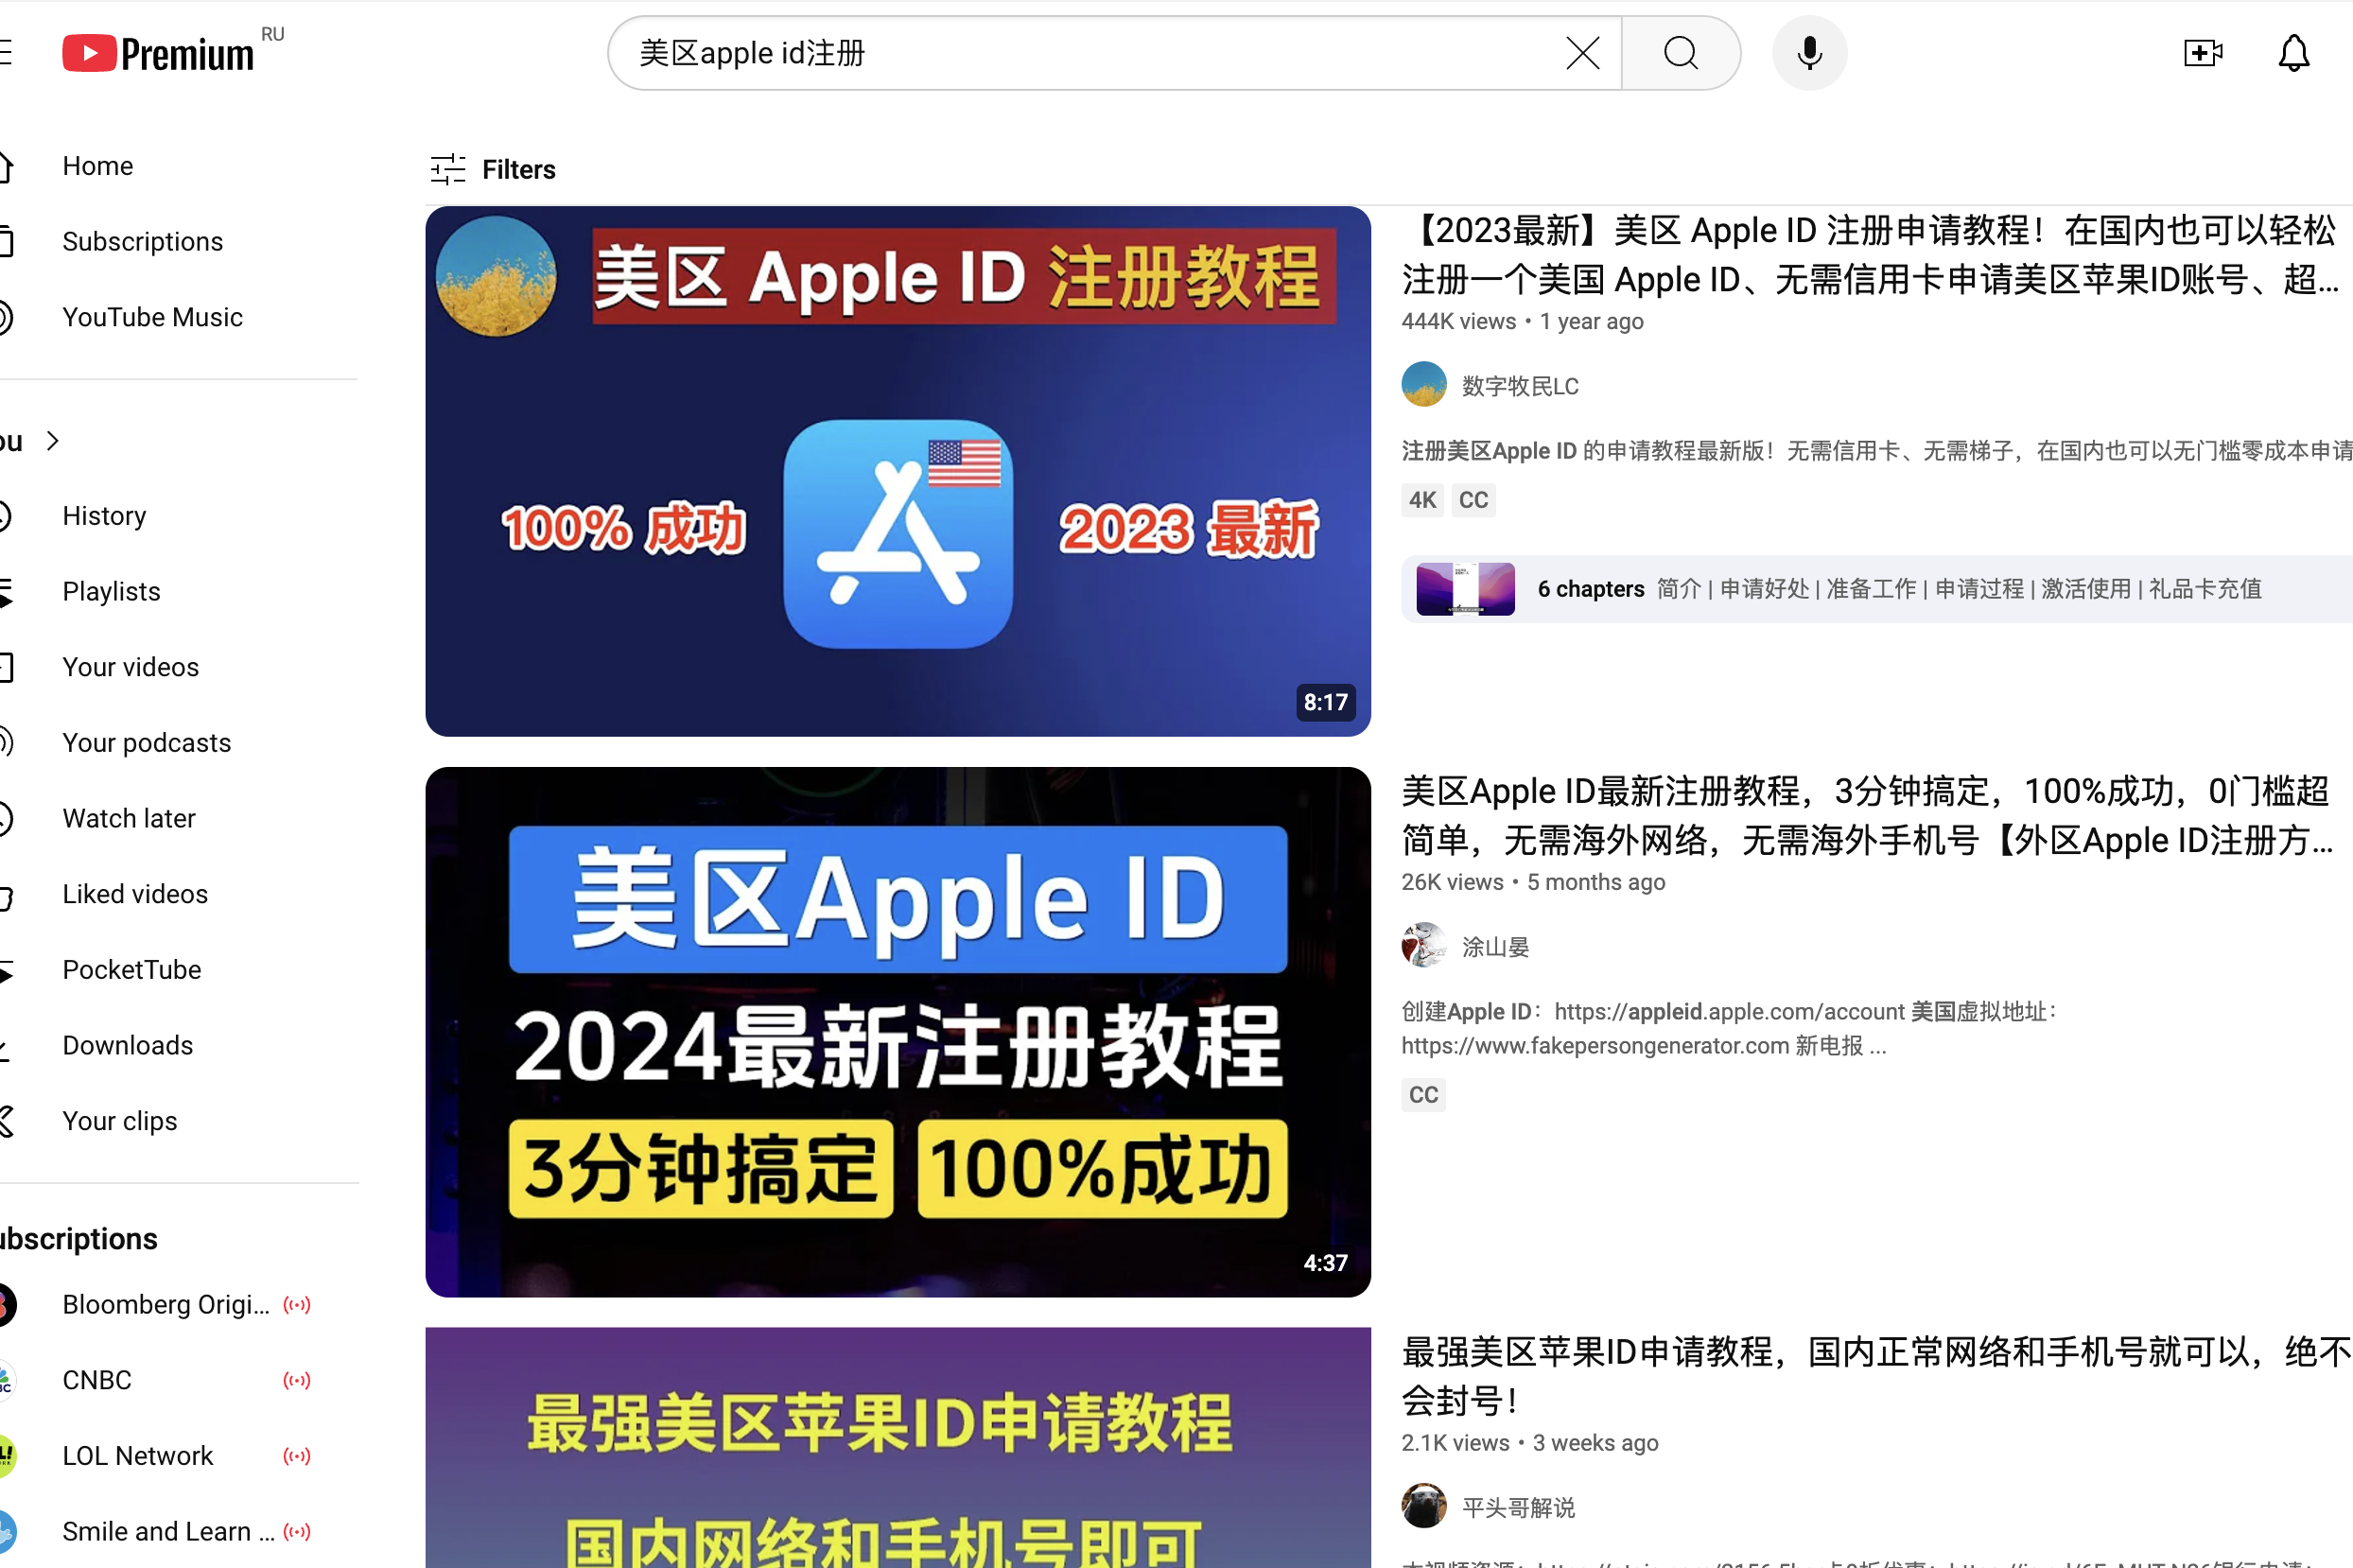 Premium RU
美区apple id注册
Home
Subscriptions
YouTube Music
History
Playlists
Your videos
Your podcasts
Watch later
Liked videos
PocketTube
Downloads
Your clips
Bloomberg Origi...
CNBC
LOL Network
Smile and Learn ...
Filters
美区 Apple ID 注册教程
100% 成功
2023 最新
8:17
【2023最新】美区 Apple ID 注册申请教程！在国内也可以轻松
注册一个美国 Apple ID、无需信用卡申请美区苹果ID账号、超...
444K views • 1 year ago
数字牧民LC
注册美区Apple ID 的申请教程最新版！无需信用卡、无需梯子，在国内也可以无门槛零成本申请
4K CC
6 chapters 简介 | 申请好处 | 准备工作 | 申请过程 | 激活使用 | 礼品卡充值
美区Apple ID
2024最新注册教程
3分钟搞定 100%成功
4:37
美区Apple ID最新注册教程，3分钟搞定，100%成功，0门槛超
简单，无需海外网络，无需海外手机号【外区Apple ID注册方...
26K views • 5 months ago
涂山晏
创建Apple ID：https://appleid.apple.com/account 美国虚拟地址：
https://www.fakepersongenerator.com 新电报 ...
CC
最强美区苹果ID申请教程
国内网络和手机号即可
最强美区苹果ID申请教程，国内正常网络和手机号就可以，绝不
会封号！
2.1K views • 3 weeks ago
平头哥解说